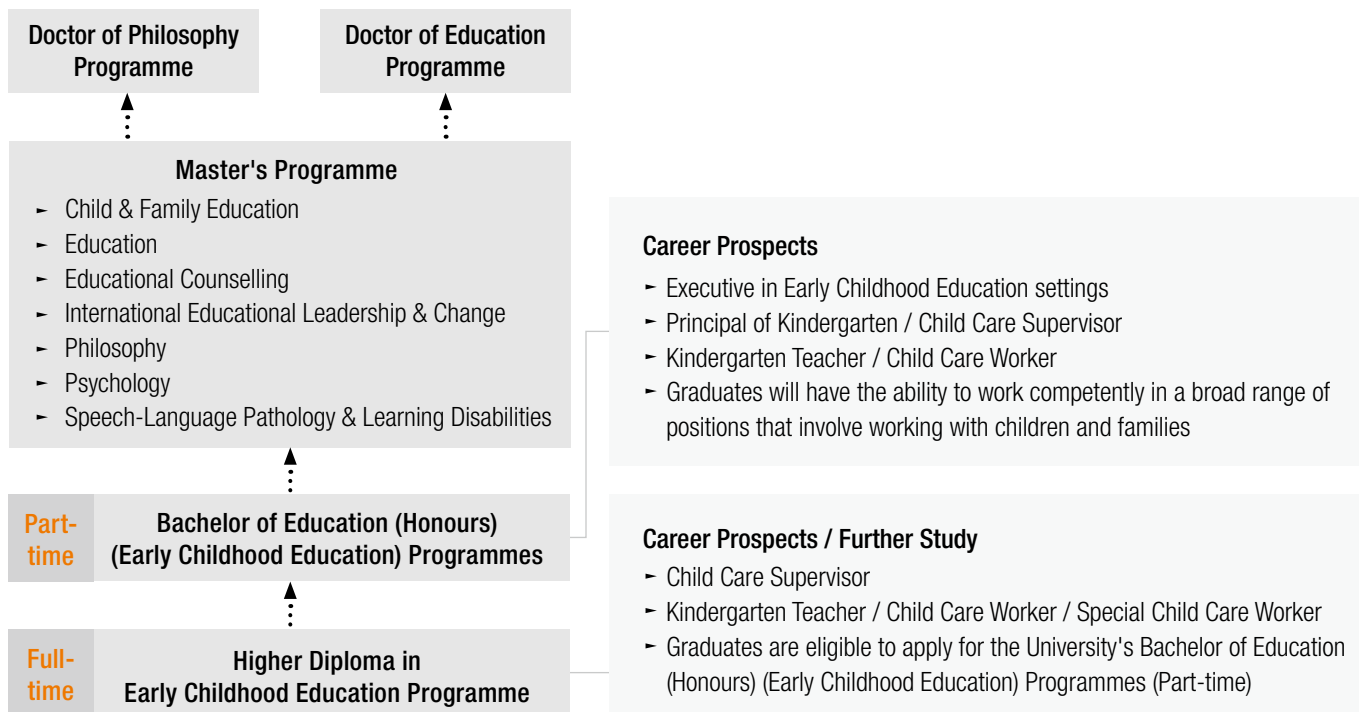 Doctor of Philosophy
Programme
Doctor of Education
Programme
Master's Programme
► Child & Family Education
► Education
► Educational Counselling
► International Educational Leadership & Change
► Philosophy
► Psychology
► Speech-Language Pathology & Learning Disabilities
Part-
time
Bachelor of Education (Honours)
(Early Childhood Education) Programmes
Full-
time
Higher Diploma in
Early Childhood Education Programme
Career Prospects
► Executive in Early Childhood Education settings
► Principal of Kindergarten / Child Care Supervisor
► Kindergarten Teacher / Child Care Worker
► Graduates will have the ability to work competently in a broad range of
positions that involve working with children and families
Career Prospects / Further Study
► Child Care Supervisor
► Kindergarten Teacher / Child Care Worker / Special Child Care Worker
► Graduates are eligible to apply for the University's Bachelor of Education
(Honours) (Early Childhood Education) Programmes (Part-time)